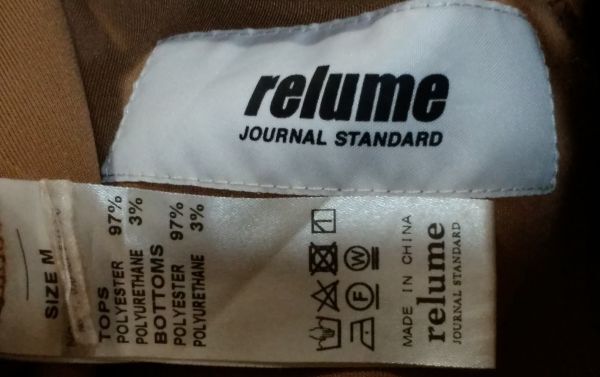 relume
JOURNAL STANDARD
SIZE M
TOPS
POLYESTER 97%
POLYURETHANE 3%
BOTTOMS
POLYESTER 97%
POLYURETHANE 3%
F W
MADE IN CHINA
relume
JOURNAL STANDARD